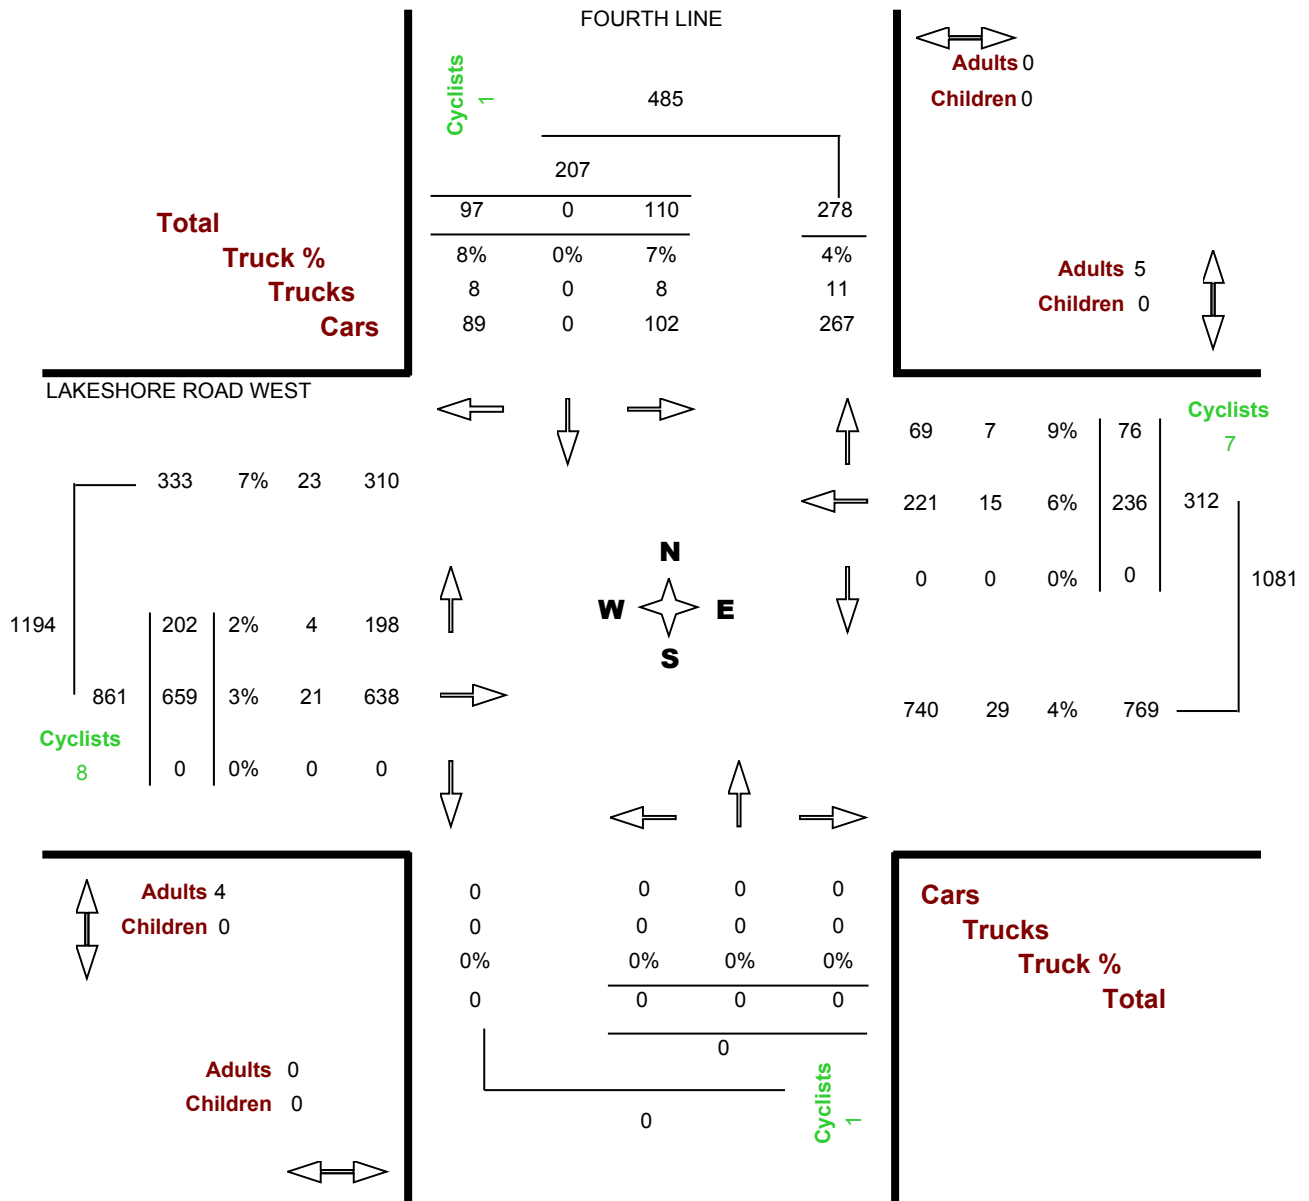 FOURTH LINE
Cyclists
1
485
207
Adults 0
Children 0
Total 97 0 110 278
Truck % 8% 0% 7% 4%
Trucks 8 0 8 11
Cars 89 0 102 267
Adults 5
Children 0
LAKESHORE ROAD WEST
69 7 9% 76
Cyclists
7
333 7% 23 310
221 15 6% 236 312
N
0 0 0% 0
1081
W E
S
1194
202 2% 4 198
861 659 3% 21 638
740 29 4% 769
Cyclists
8
0 0% 0 0
Adults 4
Children 0
0 0 0 0 Cars
0 0 0 0 Trucks
0% 0% 0% 0% Truck %
0 0 0 0 Total
0
Adults 0
Children 0
0
Cyclists
1